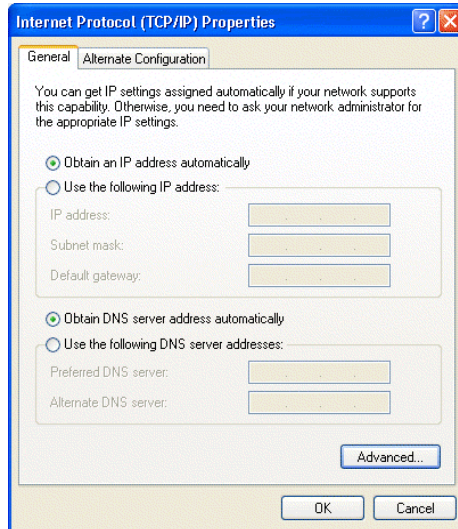 Internet Protocol (TCP/IP) Properties
General Alternate Configuration
You can get IP settings assigned automatically if your network supports
this capability. Otherwise, you need to ask your network administrator for
the appropriate IP settings.
Obtain an IP address automatically
Use the following IP address:
IP address:
Subnet mask:
Default gateway:
Obtain DNS server address automatically
Use the following DNS server addresses:
Preferred DNS server:
Alternate DNS server:
Advanced...
OK Cancel